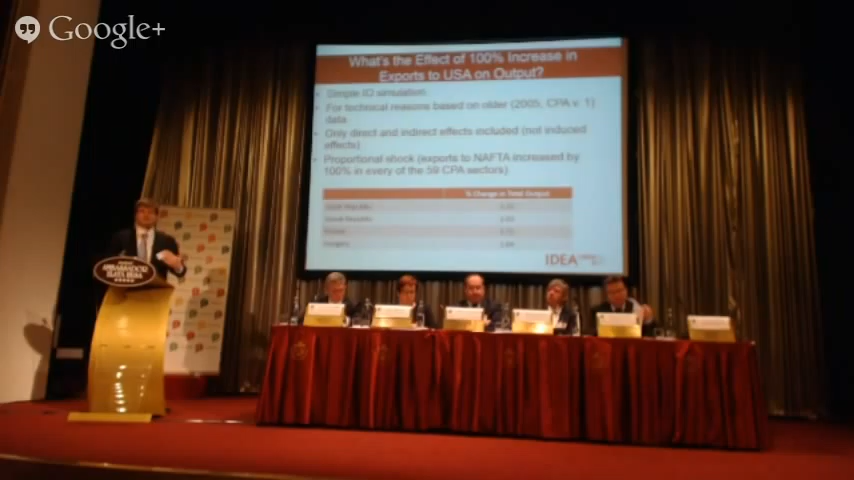 Google+
What's the Effect of 100% Increase in
Exports to USA on Output?
• Simple IO simulation
• For technical reasons based on older (2005, CPA v. 1)
data
• Only direct and indirect effects included (not induced
effects)
• Proportional shock (exports to NAFTA increased by
100% in every of the 59 CPA sectors)
% Change in Total Output
Czech Republic
Slovak Republic
Hungary
IDEA
AMBASSADOR
ZLATA HUSA